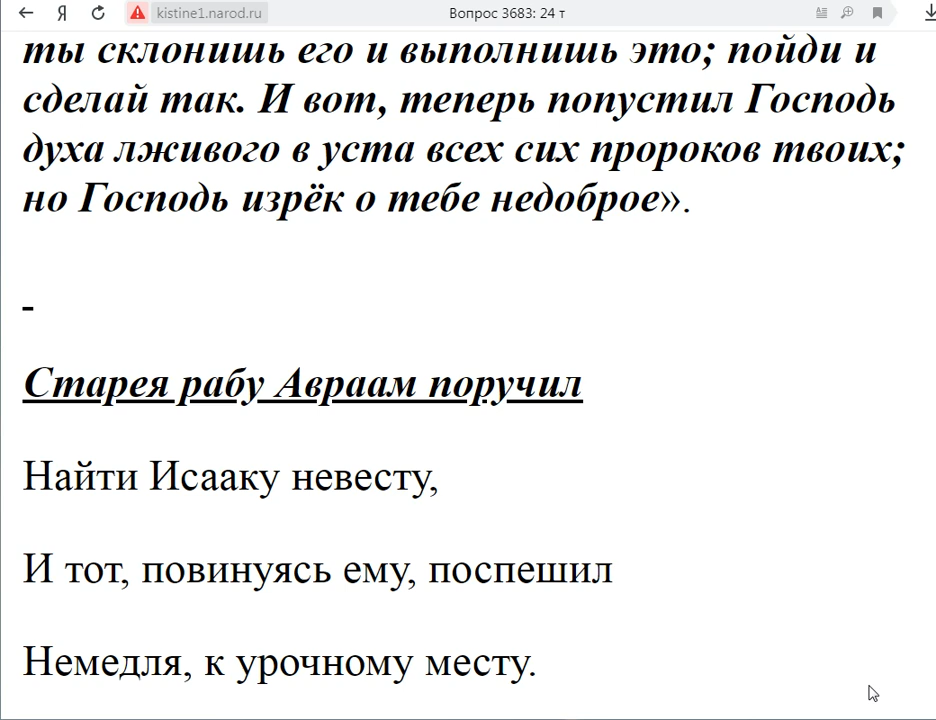 kistine1.narod.ru
Вопрос 3683: 24 т
ты склонишь его и выполнишь это; пойди и
сделай так. И вот, теперь попустил Господь
духа лживого в уста всех сих пророков твоих;
но Господь изрёк о тебе недоброе».
-
Старея рабу Авраам поручил
Найти Исааку невесту,
И тот, повинуясь ему, поспешил
Немедля, к урочному месту.